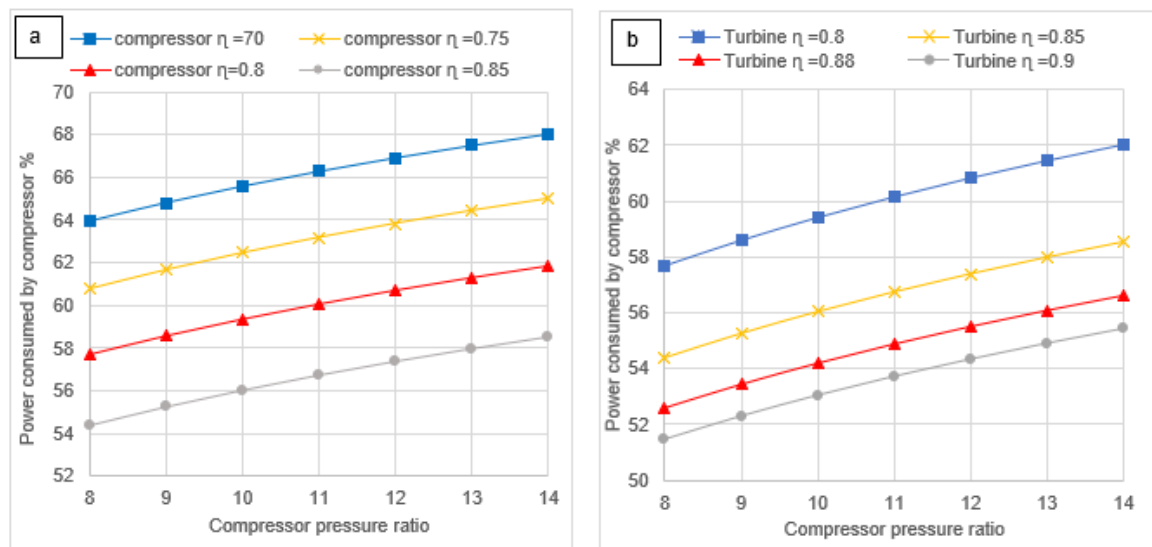 a
compressor η =70
compressor η =0.75
compressor η=0.8
compressor η =0.85
70
68
66
64
62
60
58
56
54
52
Power consumed by compressor %
8 9 10 11 12 13 14
Compressor pressure ratio
b
Turbine η =0.8
Turbine η =0.85
Turbine η =0.88
Turbine η =0.9
64
62
60
58
56
54
52
50
Power consumed by compressor %
8 9 10 11 12 13 14
Compressor pressure ratio